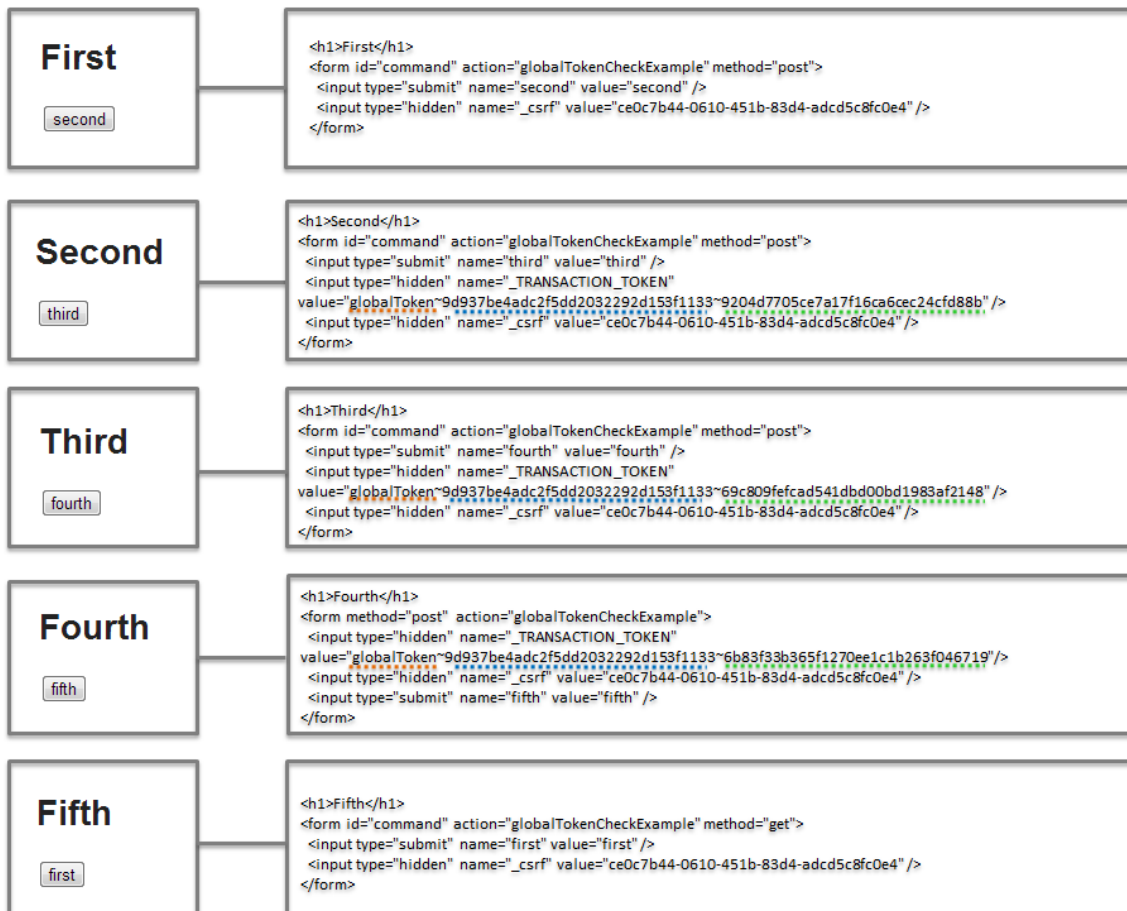 First
second
<h1>First</h1>
<form id="command" action="globalTokenCheckExample" method="post">
<input type="submit" name="second" value="second" />
<input type="hidden" name="_csrf" value="ce0c7b44-0610-451b-83d4-adcd5c8fc0e4" />
</form>
Second
third
<h1>Second</h1>
<form id="command" action="globalTokenCheckExample" method="post">
<input type="submit" name="third" value="third" />
<input type="hidden" name="_TRANSACTION_TOKEN"
value="globalToken~9d937be4adc2f5dd2032292d153f1133~9204d7705ce7a17f16ca6cec24cfd88b" />
<input type="hidden" name="_csrf" value="ce0c7b44-0610-451b-83d4-adcd5c8fc0e4" />
</form>
Third
fourth
<h1>Third</h1>
<form id="command" action="globalTokenCheckExample" method="post">
<input type="submit" name="fourth" value="fourth" />
<input type="hidden" name="_TRANSACTION_TOKEN"
value="globalToken~9d937be4adc2f5dd2032292d153f1133~69c809fefcad541dbd00bd1983af2148" />
<input type="hidden" name="_csrf" value="ce0c7b44-0610-451b-83d4-adcd5c8fc0e4" />
</form>
Fourth
fifth
<h1>Fourth</h1>
<form method="post" action="globalTokenCheckExample">
<input type="hidden" name="_TRANSACTION_TOKEN"
value="globalToken~9d937be4adc2f5dd2032292d153f1133~6b83f33b365f1270ee1c1b263f046719"/>
<input type="hidden" name="_csrf" value="ce0c7b44-0610-451b-83d4-adcd5c8fc0e4" />
<input type="submit" name="fifth" value="fifth" />
</form>
Fifth
first
<h1>Fifth</h1>
<form id="command" action="globalTokenCheckExample" method="get">
<input type="submit" name="first" value="first" />
<input type="hidden" name="_csrf" value="ce0c7b44-0610-451b-83d4-adcd5c8fc0e4" />
</form>